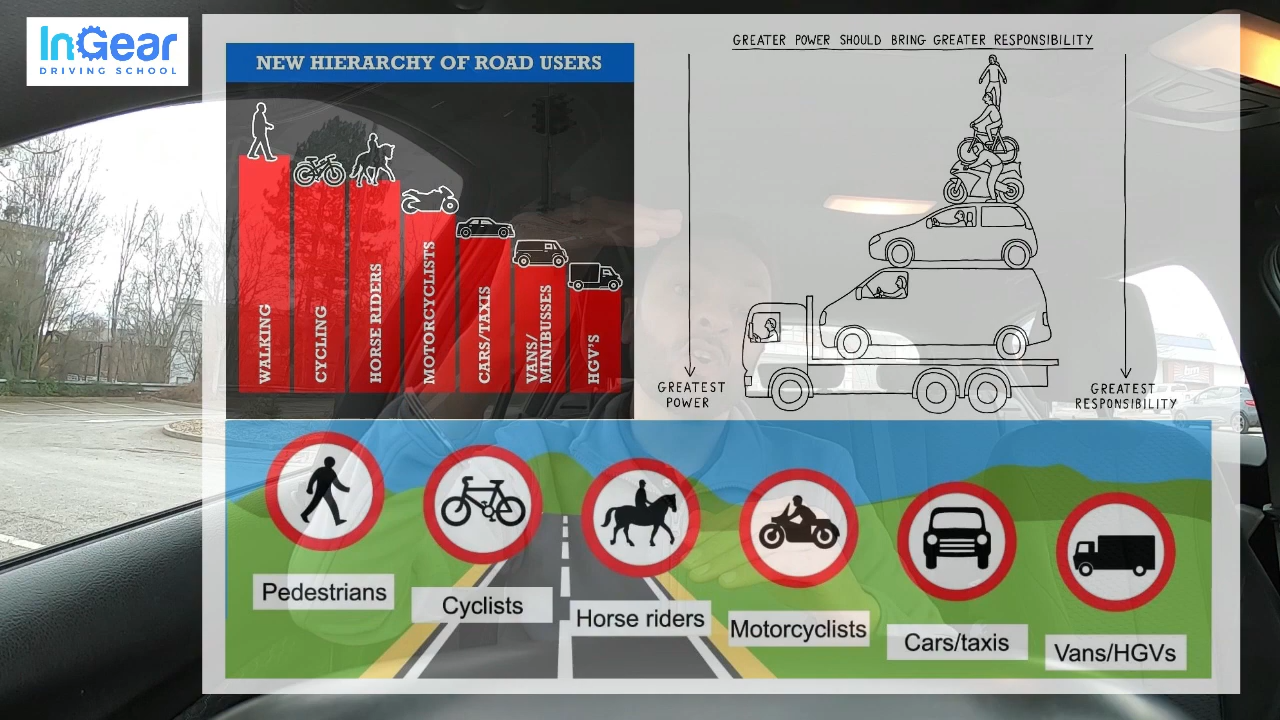 InGear
DRIVING SCHOOL
NEW HIERARCHY OF ROAD USERS
WALKING
CYCLING
HORSE RIDERS
MOTORCYCLISTS
CARS/TAXIS
VANS/
MINIBUSSES
HGV'S
GREATER POWER SHOULD BRING GREATER RESPONSIBILITY
GREATEST
POWER
GREATEST
RESPONSIBILITY
Pedestrians
Cyclists
Horse riders
Motorcyclists
Cars/taxis
Vans/HGVs